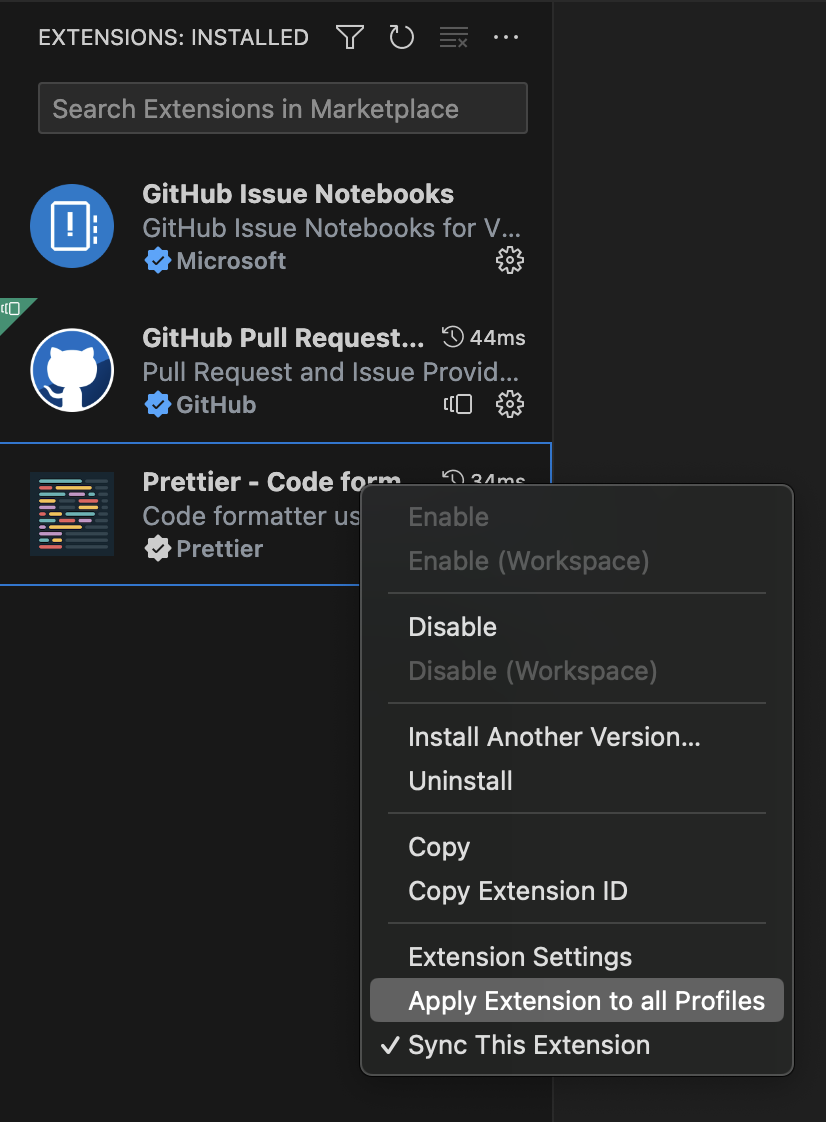 EXTENSIONS: INSTALLED
Search Extensions in Marketplace
GitHub Issue Notebooks
GitHub Issue Notebooks for V...
Microsoft
GitHub Pull Request... 44ms
Pull Request and Issue Provid...
GitHub
Prettier - Code form 34ms
Code formatter us
Prettier
Enable
Enable (Workspace)
Disable
Disable (Workspace)
Install Another Version...
Uninstall
Copy
Copy Extension ID
Extension Settings
Apply Extension to all Profiles
✓ Sync This Extension